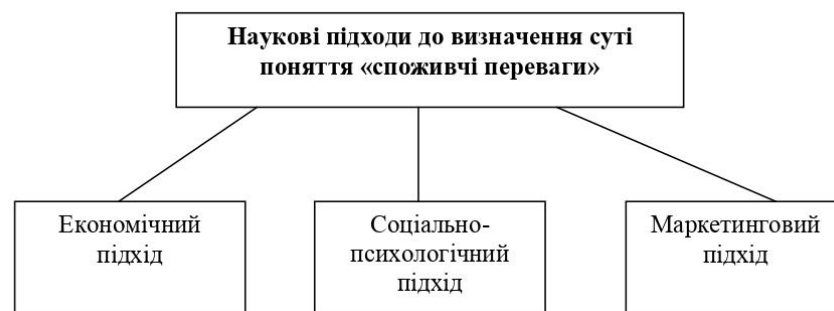 Наукові підходи до визначення суті
поняття «споживчі переваги»
Економічний
підхід
Соціально-
психологічний
підхід
Маркетинговий
підхід